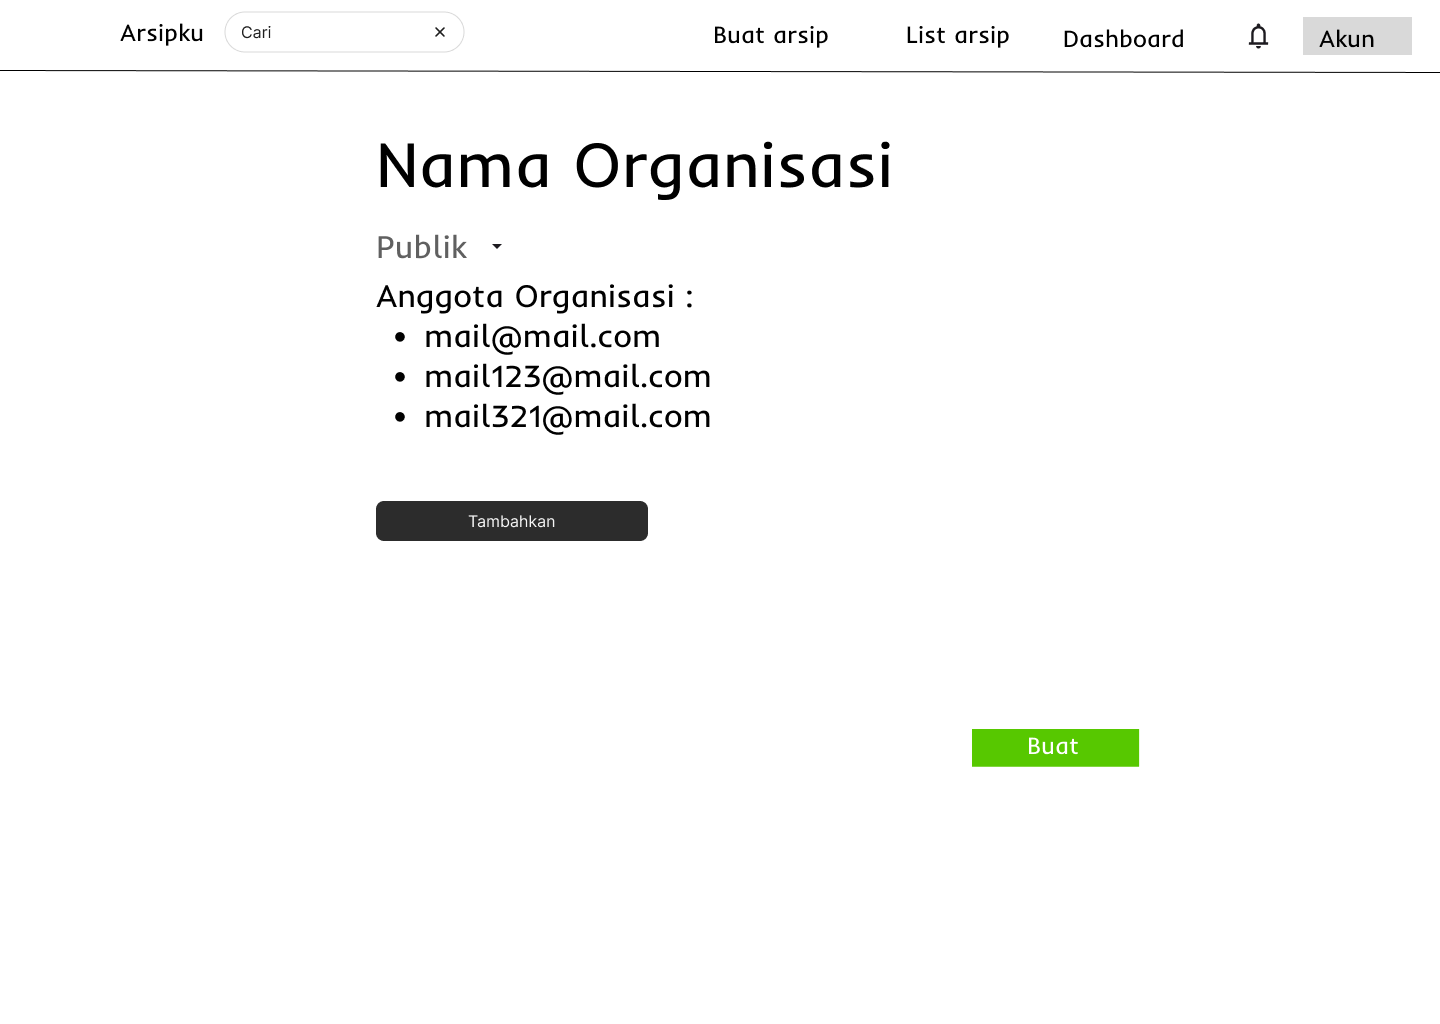 Arsipku
Cari
Buat arsip
List arsip
Dashboard
Akun
Nama Organisasi
Publik
Anggota Organisasi :
• mail@mail.com
• mail123@mail.com
• mail321@mail.com
Tambahkan
Buat